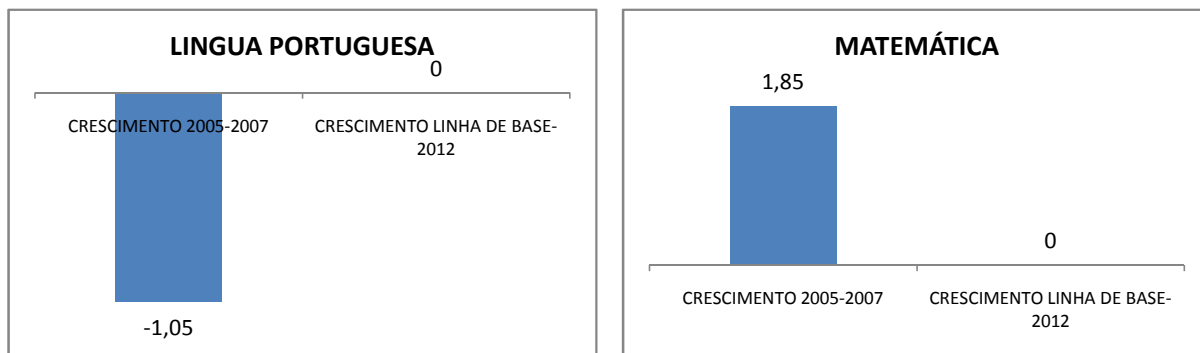 LINGUA PORTUGUESA
0
CRESCIMENTO 2005-2007
CRESCIMENTO LINHA DE BASE-
2012
-1,05
MATEMÁTICA
1,85
0
CRESCIMENTO 2005-2007
CRESCIMENTO LINHA DE BASE-
2012